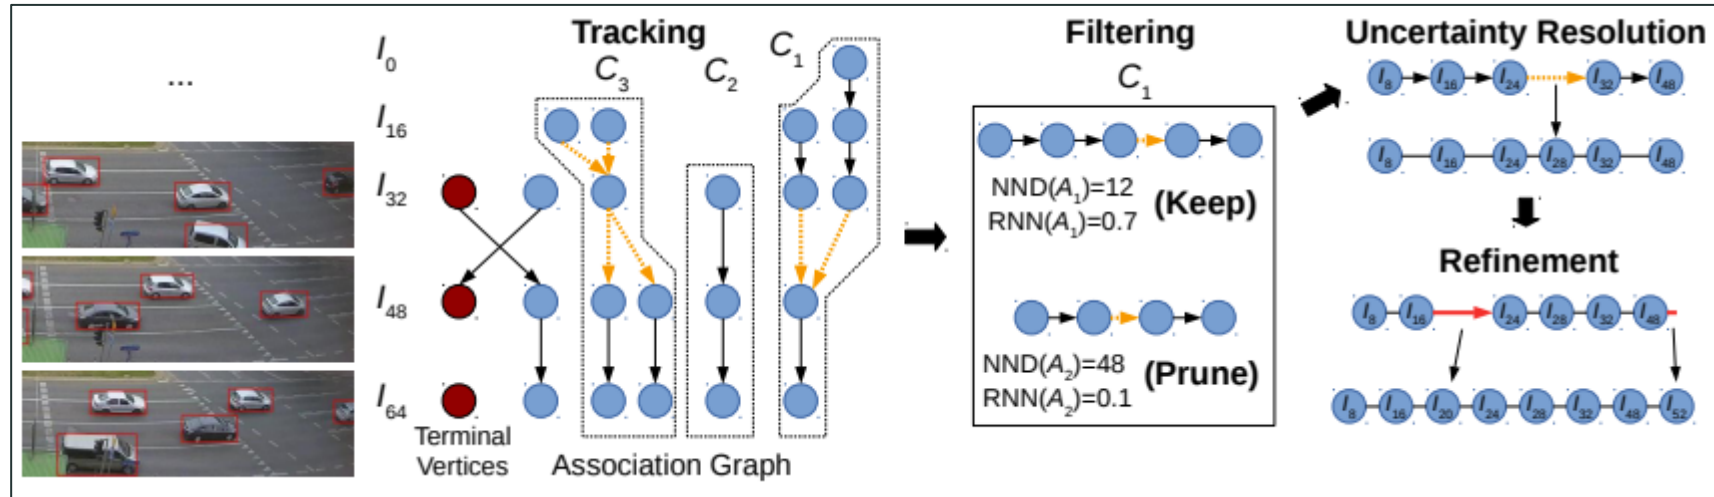 ...
Tracking
I0
I16
I32
I48
I64
C3
C2
C1
Terminal
Vertices
Association Graph
Filtering
C1
NND(A1)=12
RNN(A1)=0.7
(Keep)
NND(A2)=48
RNN(A2)=0.1
(Prune)
Uncertainty Resolution
I8 I16 I24 I32 I48
I8 I16 I24 I28 I32 I48
Refinement
I8 I16 I24 I28 I32 I48
I8 I16 I20 I24 I28 I32 I48 I52